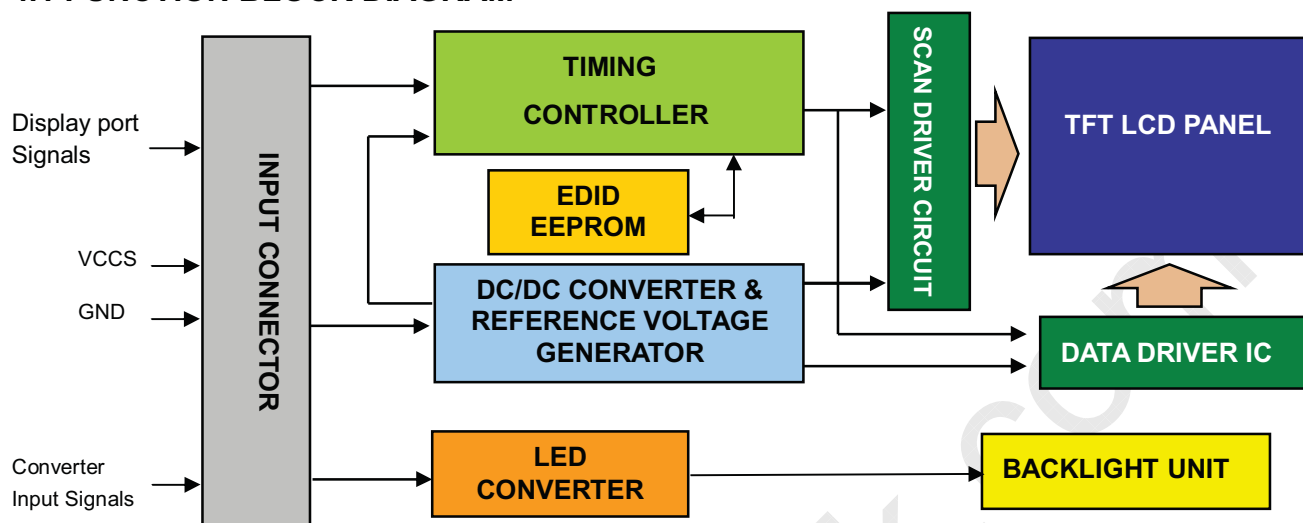 Display port
Signals
VCCS
GND
Converter
Input Signals
INPUT CONNECTOR
TIMING
CONTROLLER
EDID
EEPROM
DC/DC CONVERTER &
REFERENCE VOLTAGE
GENERATOR
LED
CONVERTER
SCAN DRIVER CIRCUIT
TFT LCD PANEL
DATA DRIVER IC
BACKLIGHT UNIT